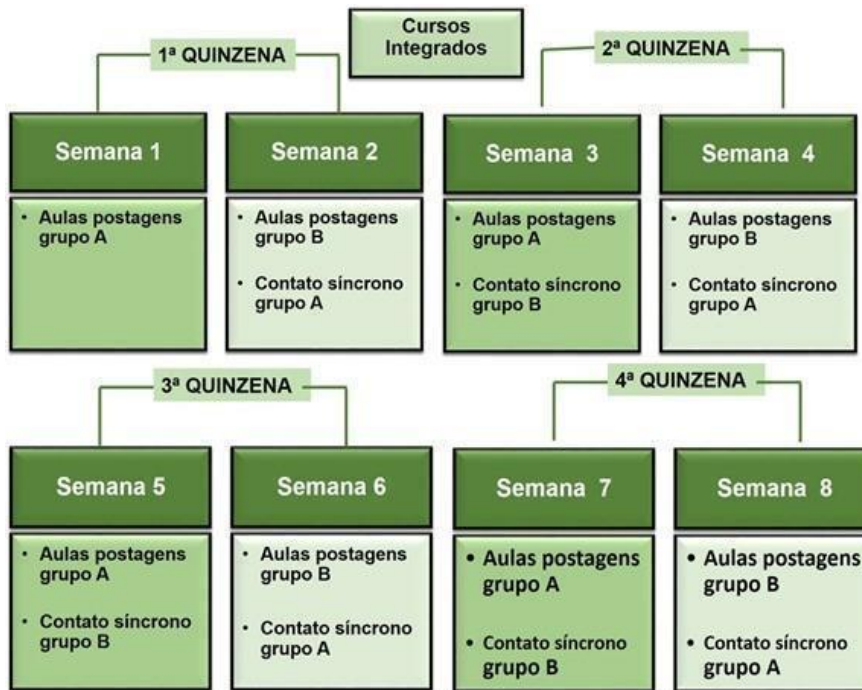 Cursos
Integrados
1ª QUINZENA
2ª QUINZENA
Semana 1
Semana 2
Semana 3
Semana 4
• Aulas postagens
grupo A
• Aulas postagens
grupo B
• Contato síncrono
grupo A
• Aulas postagens
grupo A
• Contato síncrono
grupo B
• Aulas postagens
grupo B
• Contato síncrono
grupo A
3ª QUINZENA
4ª QUINZENA
Semana 5
Semana 6
Semana 7
Semana 8
• Aulas postagens
grupo A
• Contato síncrono
grupo B
• Aulas postagens
grupo B
• Contato síncrono
grupo A
• Aulas postagens
grupo A
• Contato síncrono
grupo B
• Aulas postagens
grupo B
• Contato síncrono
grupo A